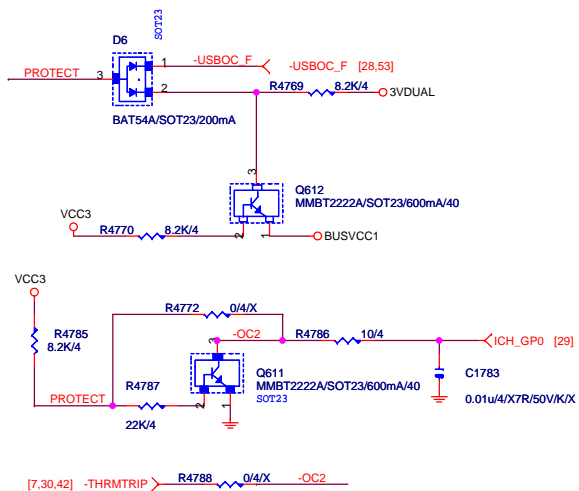 SOT23
D6
PROTECT
3
1
-USBOC_F
-USBOC_F [28,53]
2
R4769
8.2K/4
3VDUAL
BAT54A/SOT23/200mA
3
Q612
MMBT2222A/SOT23/600mA/40
VCC3
R4770
8.2K/4
2
1
BUSVCC1
VCC3
R4772
0/4/X
R4785
8.2K/4
3
-OC2
R4786
10/4
ICH_GP0 [29]
Q611
MMBT2222A/SOT23/600mA/40
SOT23
C1783
0.01u/4/X7R/50V/K/X
PROTECT
R4787
2
1
22K/4
[7,30,42] -THRMTRIP
R4788
0/4/X
-OC2